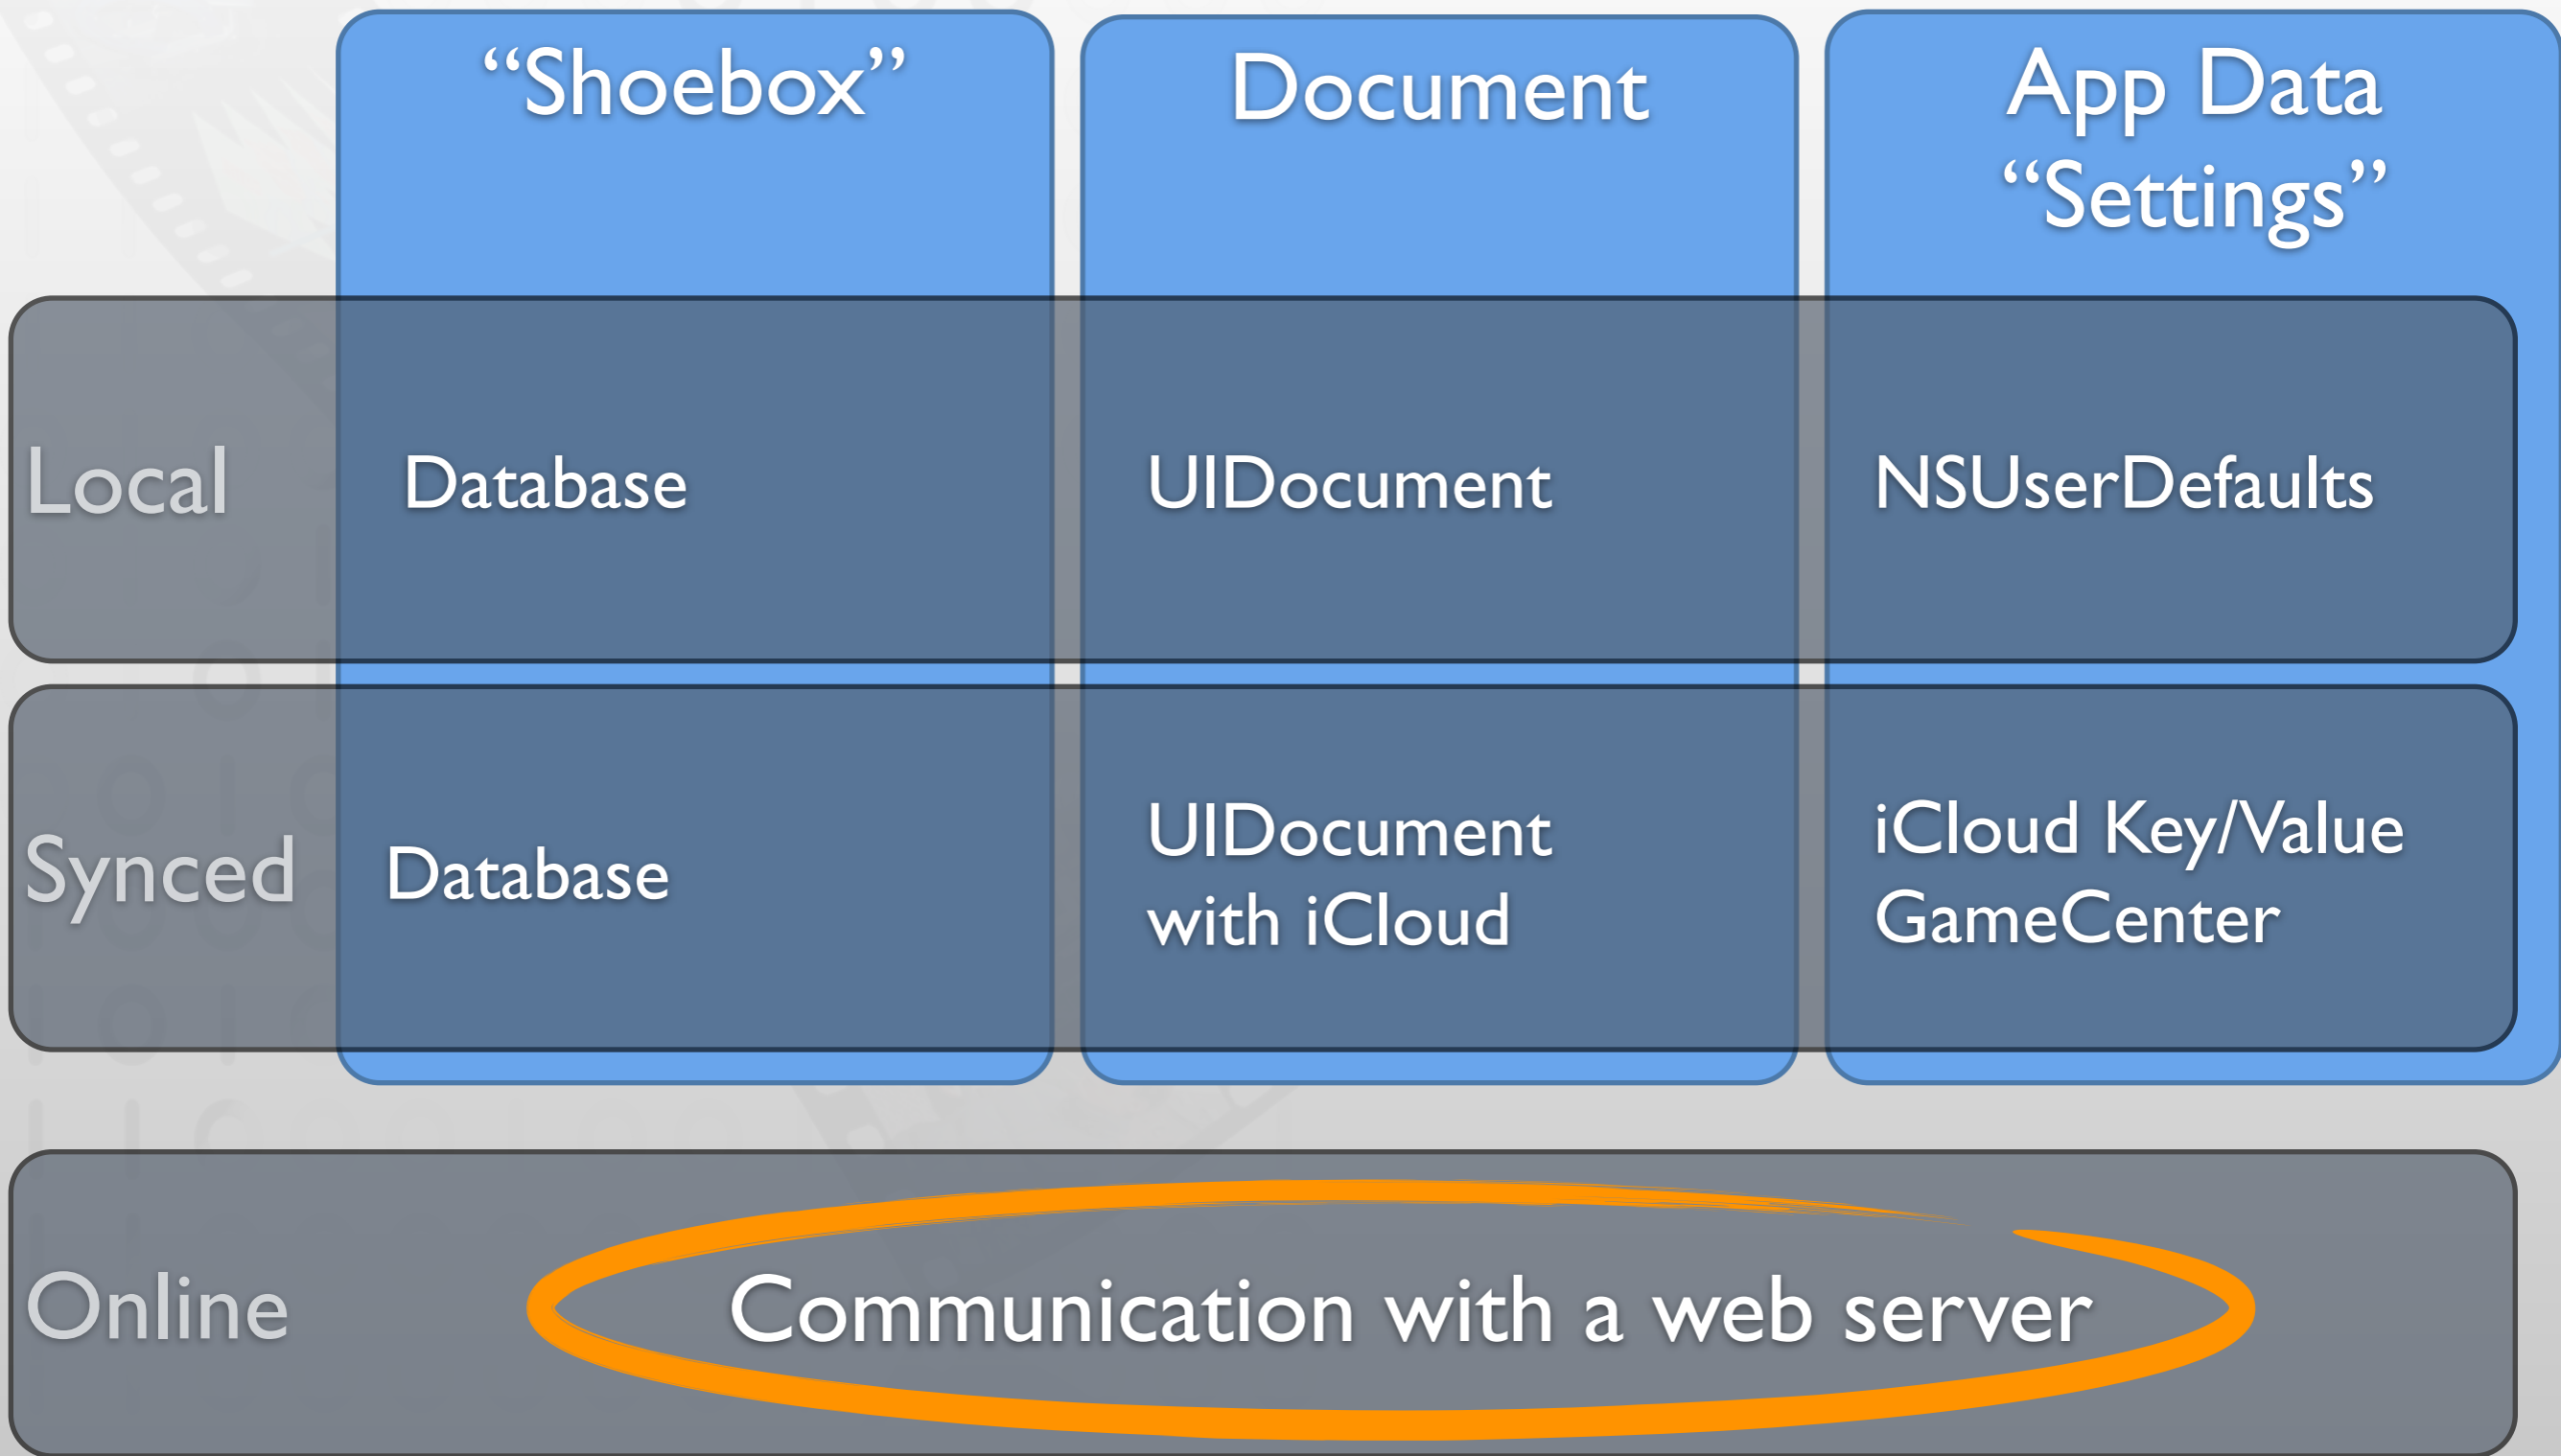 “Shoebox”
Document
App Data
“Settings”
Local
Database
UIDocument
NSUserDefaults
Synced
Database
UIDocument
with iCloud
iCloud Key/Value
GameCenter
Online
Communication with a web server